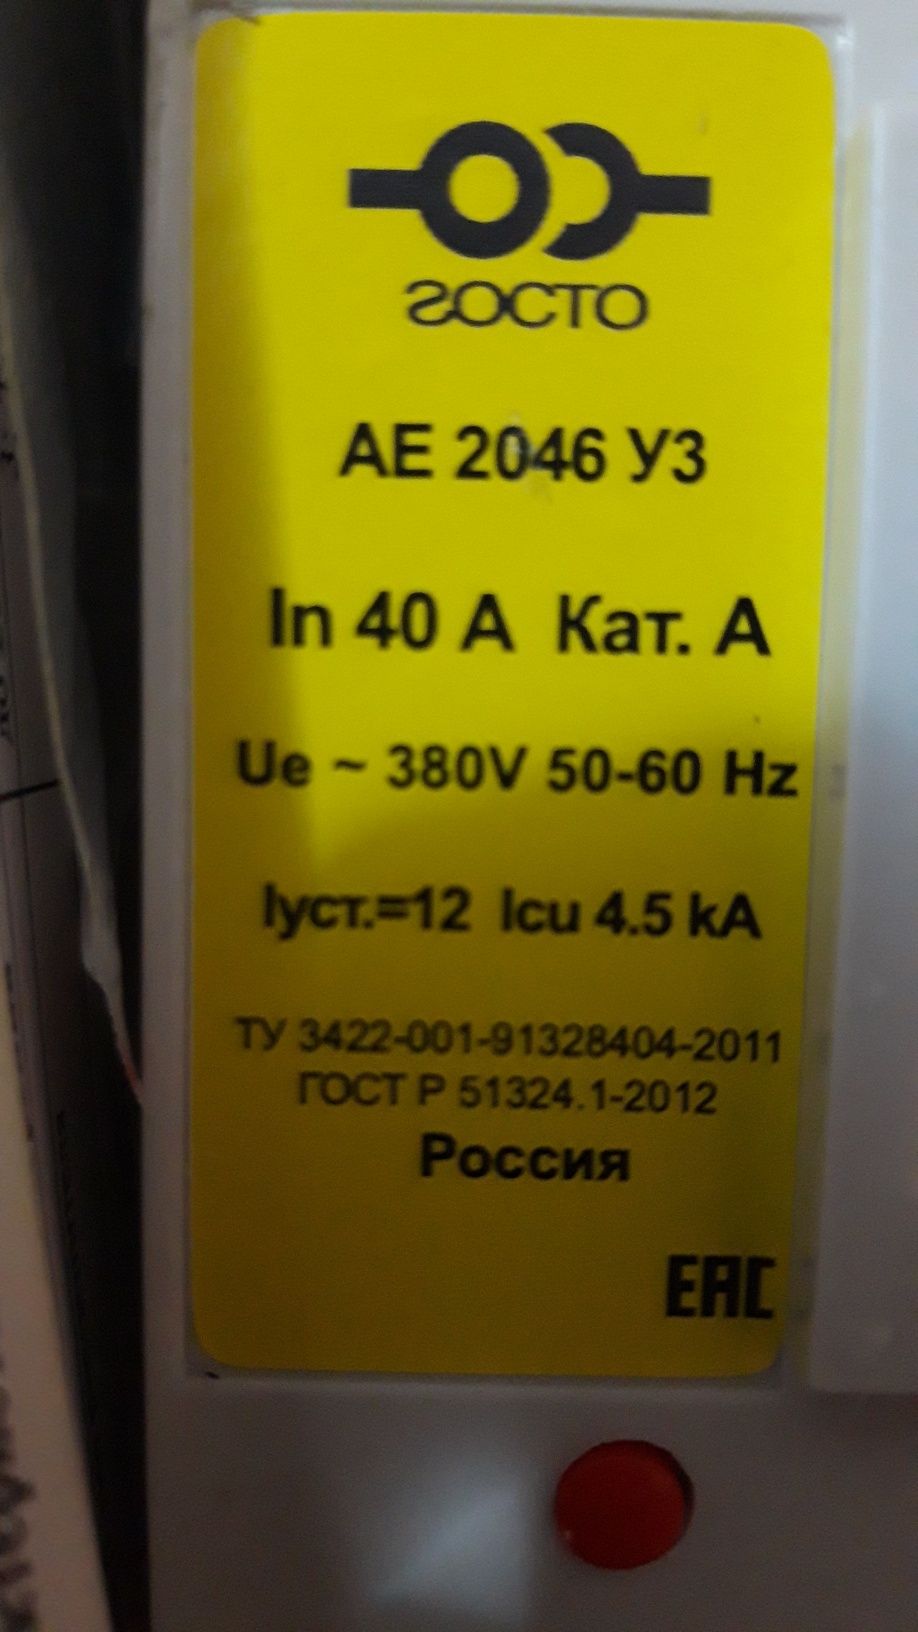 ГОСТО
АЕ 2046 У3
In 40 A Кат. А
Ue ~ 380V 50-60 Hz
Iуст.=12 Icu 4.5 kA
ТУ 3422-001-91328404-2011
ГОСТ Р 51324.1-2012
Россия
EAC